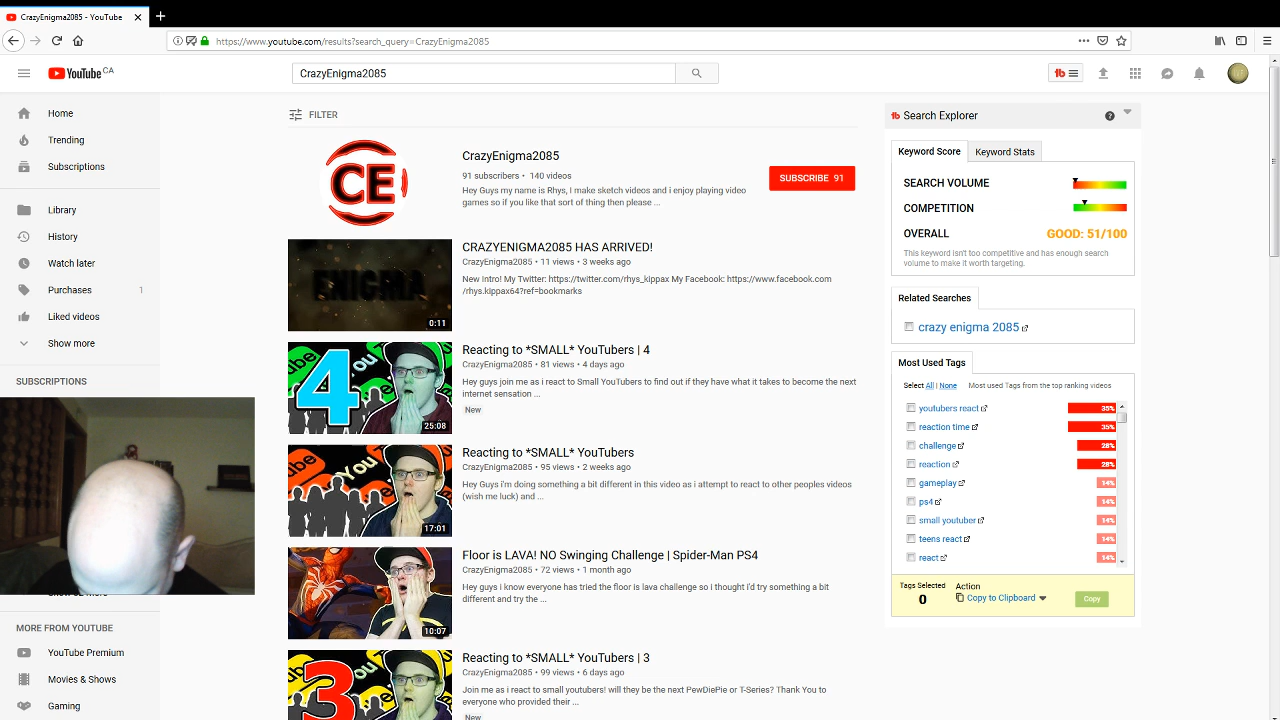 CrazyEnigma2085 - YouTube
https://www.youtube.com/results?search_query=CrazyEnigma2085
YouTube CA
CrazyEnigma2085
tb
Home
Trending
Subscriptions
Library
History
Watch later
Purchases 1
Liked videos
Show more
SUBSCRIPTIONS
MORE FROM YOUTUBE
YouTube Premium
Movies & Shows
Gaming
FILTER
CE
CrazyEnigma2085
91 subscribers • 140 videos
Hey Guys my name is Rhys, I make sketch videos and i enjoy playing video
games so if you like that sort of thing then please ...
SUBSCRIBE 91
ENIGMA
0:11
CRAZYENIGMA2085 HAS ARRIVED!
CrazyEnigma2085 • 11 views • 3 weeks ago
New Intro! My Twitter: https://twitter.com/rhys_kippax My Facebook: https://www.facebook.com
/rhys.kippax64?ref=bookmarks
4
25:08
Reacting to *SMALL* YouTubers | 4
CrazyEnigma2085 • 81 views • 4 days ago
Hey guys join me as i react to Small YouTubers to find out if they have what it takes to become the next
internet sensation ...
New
You
17:01
Reacting to *SMALL* YouTubers
CrazyEnigma2085 • 95 views • 2 weeks ago
Hey Guys i'm doing something a bit different in this video as i attempt to react to other peoples videos
(wish me luck) and ...
10:07
Floor is LAVA! NO Swinging Challenge | Spider-Man PS4
CrazyEnigma2085 • 72 views • 1 month ago
Hey guys i know everyone has tried the floor is lava challenge so i thought i'd try something a bit
different and try the ...
3
Reacting to *SMALL* YouTubers | 3
CrazyEnigma2085 • 99 views • 6 days ago
Join me as i react to small youtubers! will they be the next PewDiePie or T-Series? Thank You to
everyone who provided their ...
New
tb Search Explorer
Keyword Score
Keyword Stats
SEARCH VOLUME
COMPETITION
OVERALL GOOD: 51/100
This keyword isn't too competitive and has enough search
volume to make it worth targeting.
Related Searches
crazy enigma 2085
Most Used Tags
Select All | None Most used Tags from the top ranking videos
youtubers react 35%
reaction time 35%
challenge 28%
reaction 28%
gameplay 14%
ps4 14%
small youtuber 14%
teens react 14%
react 14%
Tags Selected
0
Action
Copy to Clipboard
Copy